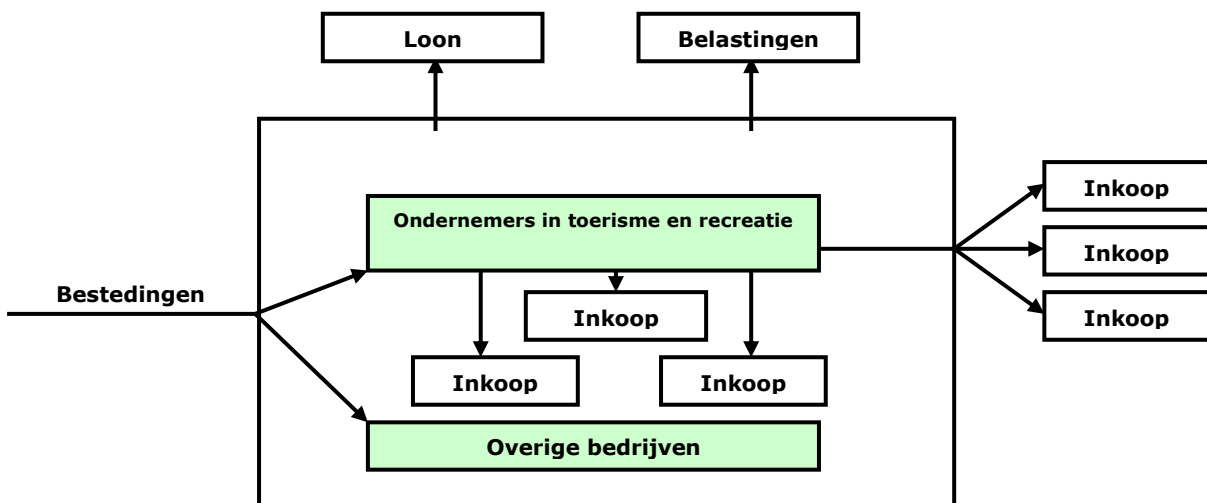 Loon
Belastingen
Inkoop
Ondernemers in toerisme en recreatie
Inkoop
Bestedingen
Inkoop
Inkoop
Inkoop
Inkoop
Overige bedrijven